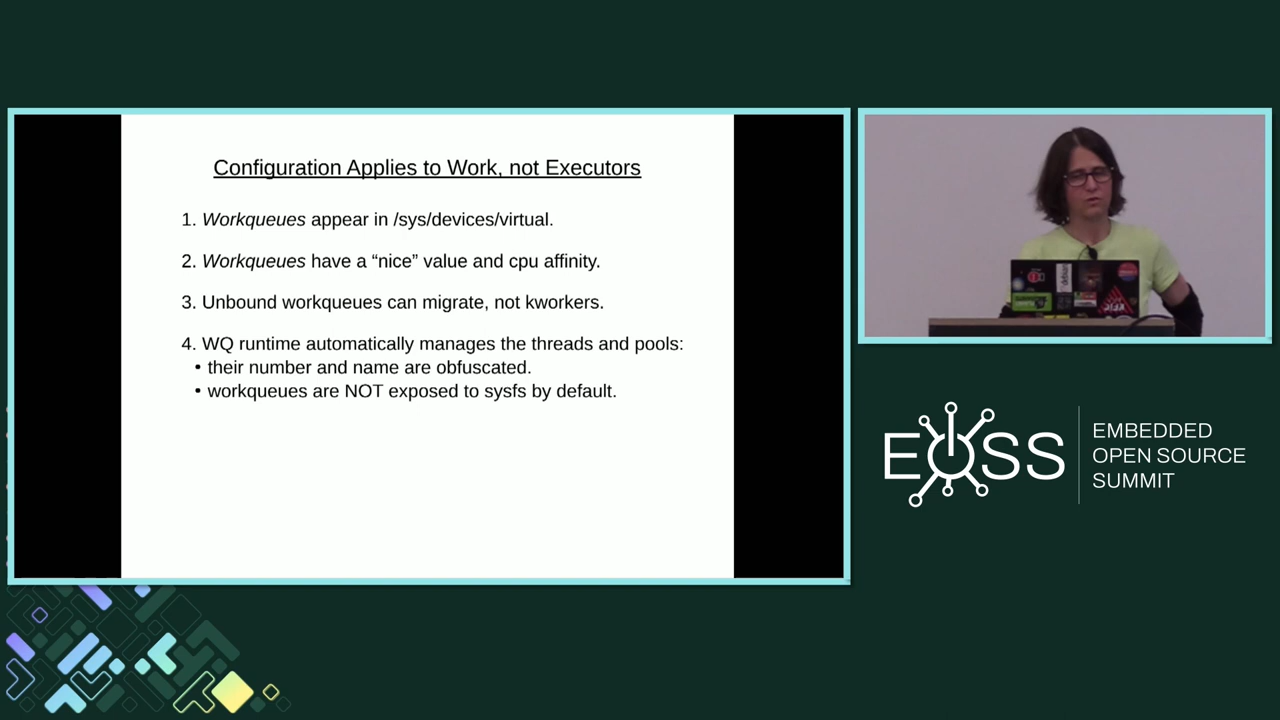 Configuration Applies to Work, not Executors
1. Workqueues appear in /sys/devices/virtual.
2. Workqueues have a “nice” value and cpu affinity.
3. Unbound workqueues can migrate, not kworkers.
4. WQ runtime automatically manages the threads and pools:
• their number and name are obfuscated.
• workqueues are NOT exposed to sysfs by default.
EOSS
EMBEDDED
OPEN SOURCE
SUMMIT